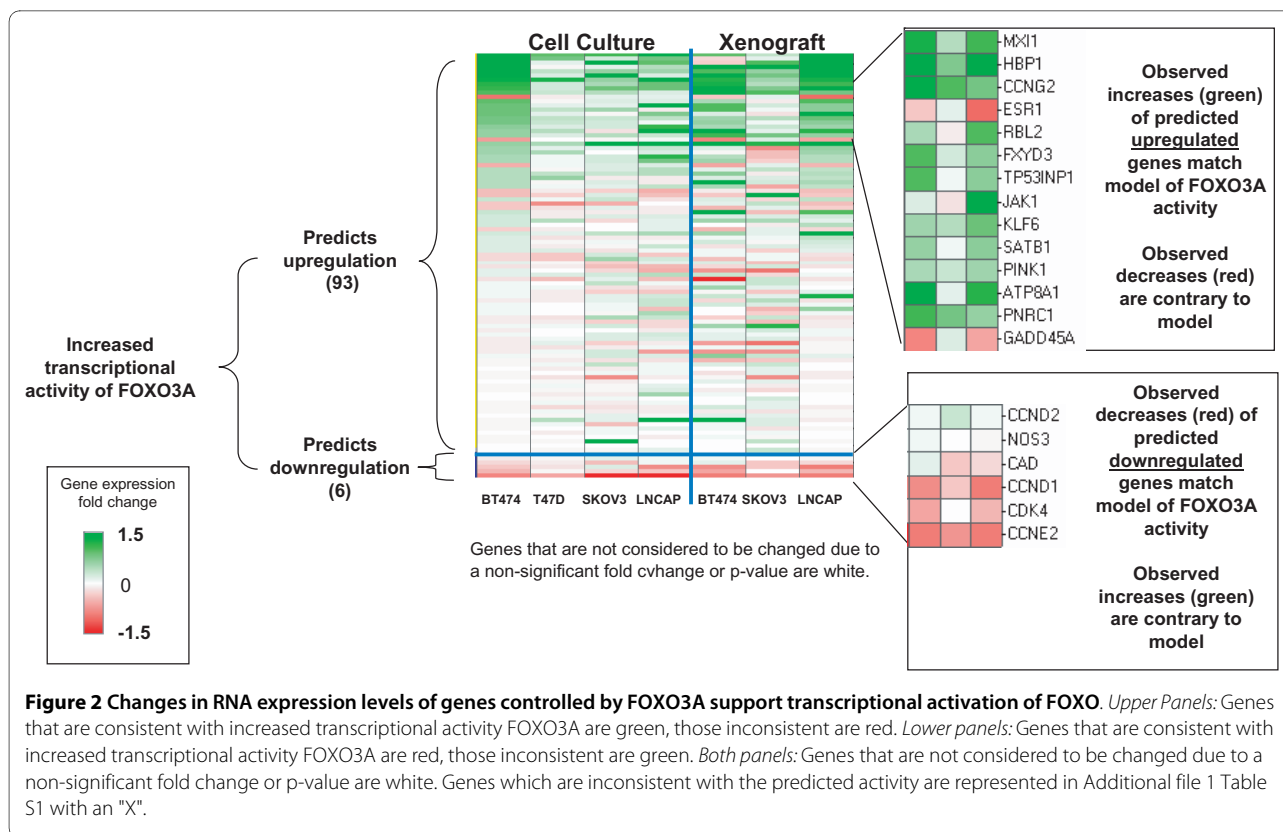 Cell Culture
Xenograft
Predicts
upregulation
(93)
Increased
transcriptional
activity of FOXO3A
Predicts
downregulation
(6)
Gene expression
fold change
1.5
0
-1.5
BT474
T47D
SKOV3
LNCAP
BT474
SKOV3
LNCAP
Genes that are not considered to be changed due to
a non-significant fold cvhange or p-value are white.
MXI1
HBP1
CCNG2
ESR1
RBL2
FXYD3
TP53INP1
JAK1
KLF6
SATB1
PINK1
ATP8A1
PNRC1
GADD45A
Observed
increases (green)
of predicted
upregulated
genes match
model of FOXO3A
activity
Observed
decreases (red)
are contrary to
model
CCND2
NOS3
CAD
CCND1
CDK4
CCNE2
Observed
decreases (red) of
predicted
downregulated
genes match
model of FOXO3A
activity
Observed
increases (green)
are contrary to
model
Figure 2 Changes in RNA expression levels of genes controlled by FOXO3A support transcriptional activation of FOXO. Upper Panels: Genes
that are consistent with increased transcriptional activity FOXO3A are green, those inconsistent are red. Lower panels: Genes that are consistent with
increased transcriptional activity FOXO3A are red, those inconsistent are green. Both panels: Genes that are not considered to be changed due to a
non-significant fold change or p-value are white. Genes which are inconsistent with the predicted activity are represented in Additional file 1 Table
S1 with an "X".